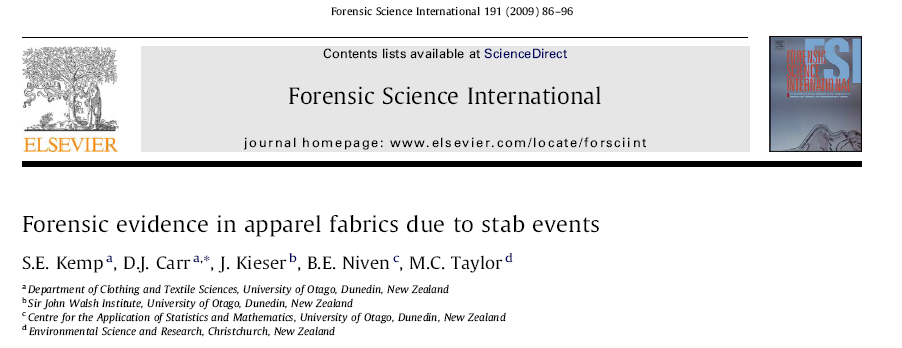 Forensic Science International 191 (2009) 86–96
Contents lists available at ScienceDirect
Forensic Science International
journal homepage: www.elsevier.com/locate/forsciint
ELSEVIER
FSI
FORENSIC
SCIENCE
INTERNATIONAL
Forensic evidence in apparel fabrics due to stab events
S.E. Kemp a, D.J. Carr a,*, J. Kieser b, B.E. Niven c, M.C. Taylor d
a Department of Clothing and Textile Sciences, University of Otago, Dunedin, New Zealand
b Sir John Walsh Institute, University of Otago, Dunedin, New Zealand
c Centre for the Application of Statistics and Mathematics, University of Otago, Dunedin, New Zealand
d Environmental Science and Research, Christchurch, New Zealand